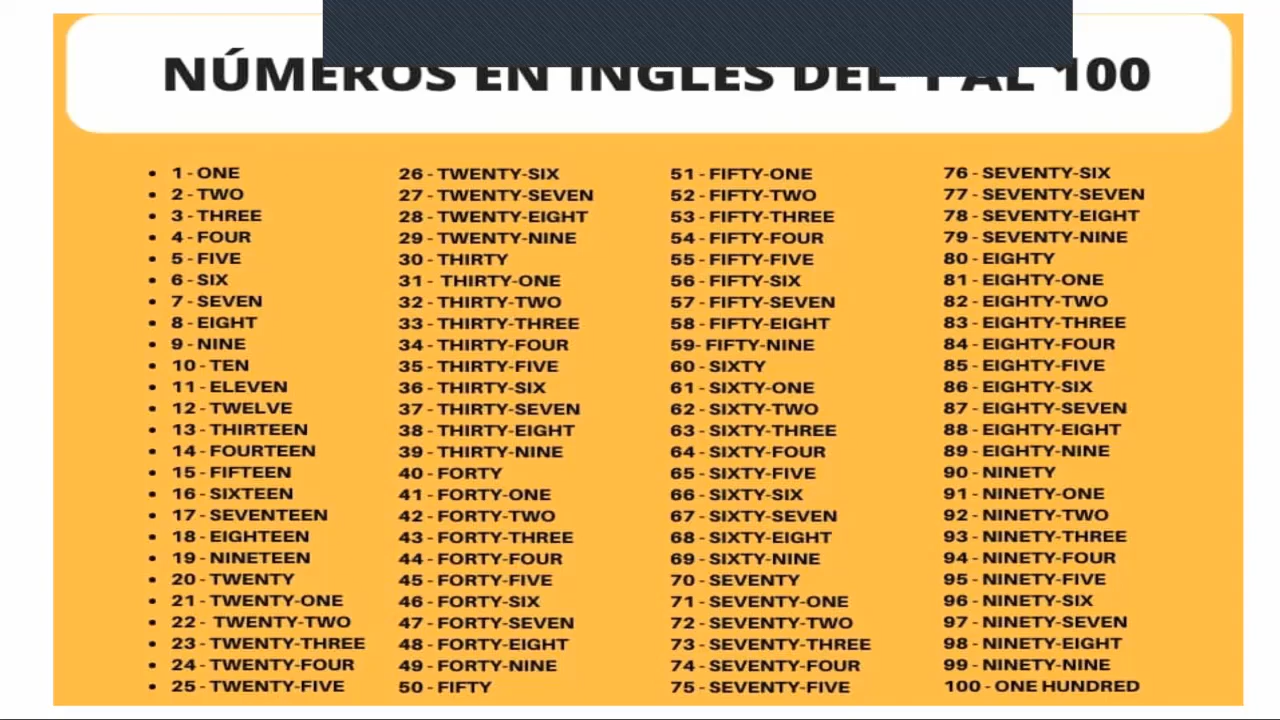 NÚMEROS EN INGLES DEL 1 AL 100
• 1 - ONE
• 2 - TWO
• 3 - THREE
• 4 - FOUR
• 5 - FIVE
• 6 - SIX
• 7 - SEVEN
• 8 - EIGHT
• 9 - NINE
• 10 - TEN
• 11 - ELEVEN
• 12 - TWELVE
• 13 - THIRTEEN
• 14 - FOURTEEN
• 15 - FIFTEEN
• 16 - SIXTEEN
• 17 - SEVENTEEN
• 18 - EIGHTEEN
• 19 - NINETEEN
• 20 - TWENTY
• 21 - TWENTY-ONE
• 22 - TWENTY-TWO
• 23 - TWENTY-THREE
• 24 - TWENTY-FOUR
• 25 - TWENTY-FIVE
26 - TWENTY-SIX
27 - TWENTY-SEVEN
28 - TWENTY-EIGHT
29 - TWENTY-NINE
30 - THIRTY
31 - THIRTY-ONE
32 - THIRTY-TWO
33 - THIRTY-THREE
34 - THIRTY-FOUR
35 - THIRTY-FIVE
36 - THIRTY-SIX
37 - THIRTY-SEVEN
38 - THIRTY-EIGHT
39 - THIRTY-NINE
40 - FORTY
41 - FORTY-ONE
42 - FORTY-TWO
43 - FORTY-THREE
44 - FORTY-FOUR
45 - FORTY-FIVE
46 - FORTY-SIX
47 - FORTY-SEVEN
48 - FORTY-EIGHT
49 - FORTY-NINE
50 - FIFTY
51 - FIFTY-ONE
52 - FIFTY-TWO
53 - FIFTY-THREE
54 - FIFTY-FOUR
55 - FIFTY-FIVE
56 - FIFTY-SIX
57 - FIFTY-SEVEN
58 - FIFTY-EIGHT
59- FIFTY-NINE
60 - SIXTY
61 - SIXTY-ONE
62 - SIXTY-TWO
63 - SIXTY-THREE
64 - SIXTY-FOUR
65 - SIXTY-FIVE
66 - SIXTY-SIX
67 - SIXTY-SEVEN
68 - SIXTY-EIGHT
69 - SIXTY-NINE
70 - SEVENTY
71 - SEVENTY-ONE
72 - SEVENTY-TWO
73 - SEVENTY-THREE
74 - SEVENTY-FOUR
75 - SEVENTY-FIVE
76 - SEVENTY-SIX
77 - SEVENTY-SEVEN
78 - SEVENTY-EIGHT
79 - SEVENTY-NINE
80 - EIGHTY
81 - EIGHTY-ONE
82 - EIGHTY-TWO
83 - EIGHTY-THREE
84 - EIGHTY-FOUR
85 - EIGHTY-FIVE
86 - EIGHTY-SIX
87 - EIGHTY-SEVEN
88 - EIGHTY-EIGHT
89 - EIGHTY-NINE
90 - NINETY
91 - NINETY-ONE
92 - NINETY-TWO
93 - NINETY-THREE
94 - NINETY-FOUR
95 - NINETY-FIVE
96 - NINETY-SIX
97 - NINETY-SEVEN
98 - NINETY-EIGHT
99 - NINETY-NINE
100 - ONE HUNDRED